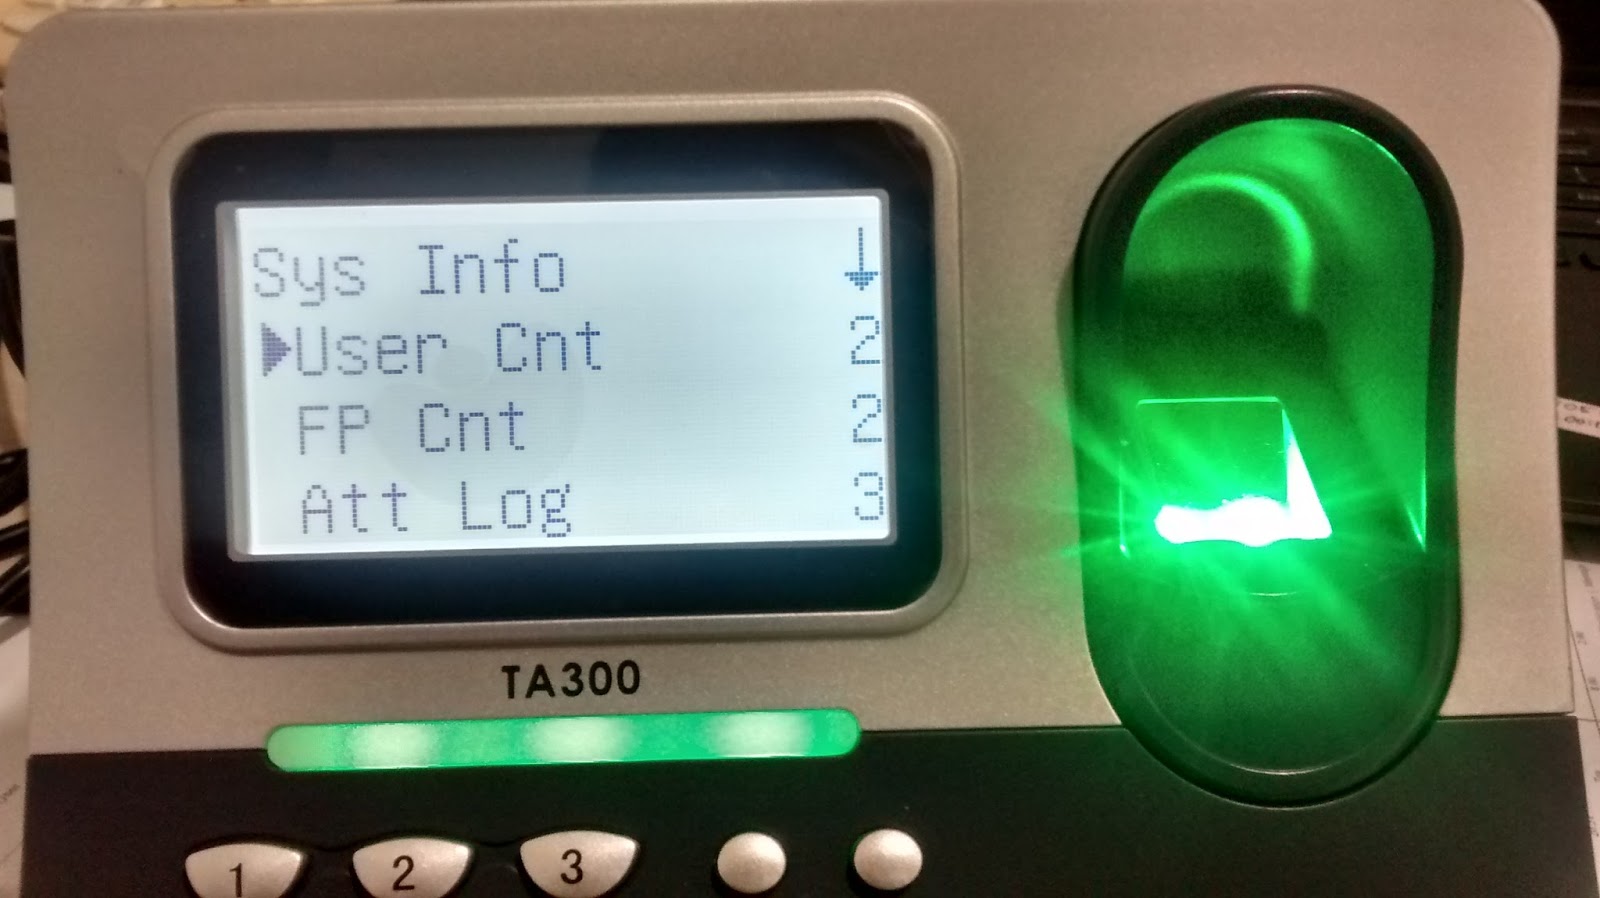 Sys Info ↓
▶User Cnt 2
FP Cnt 2
Att Log 3
TA300
1 2 3